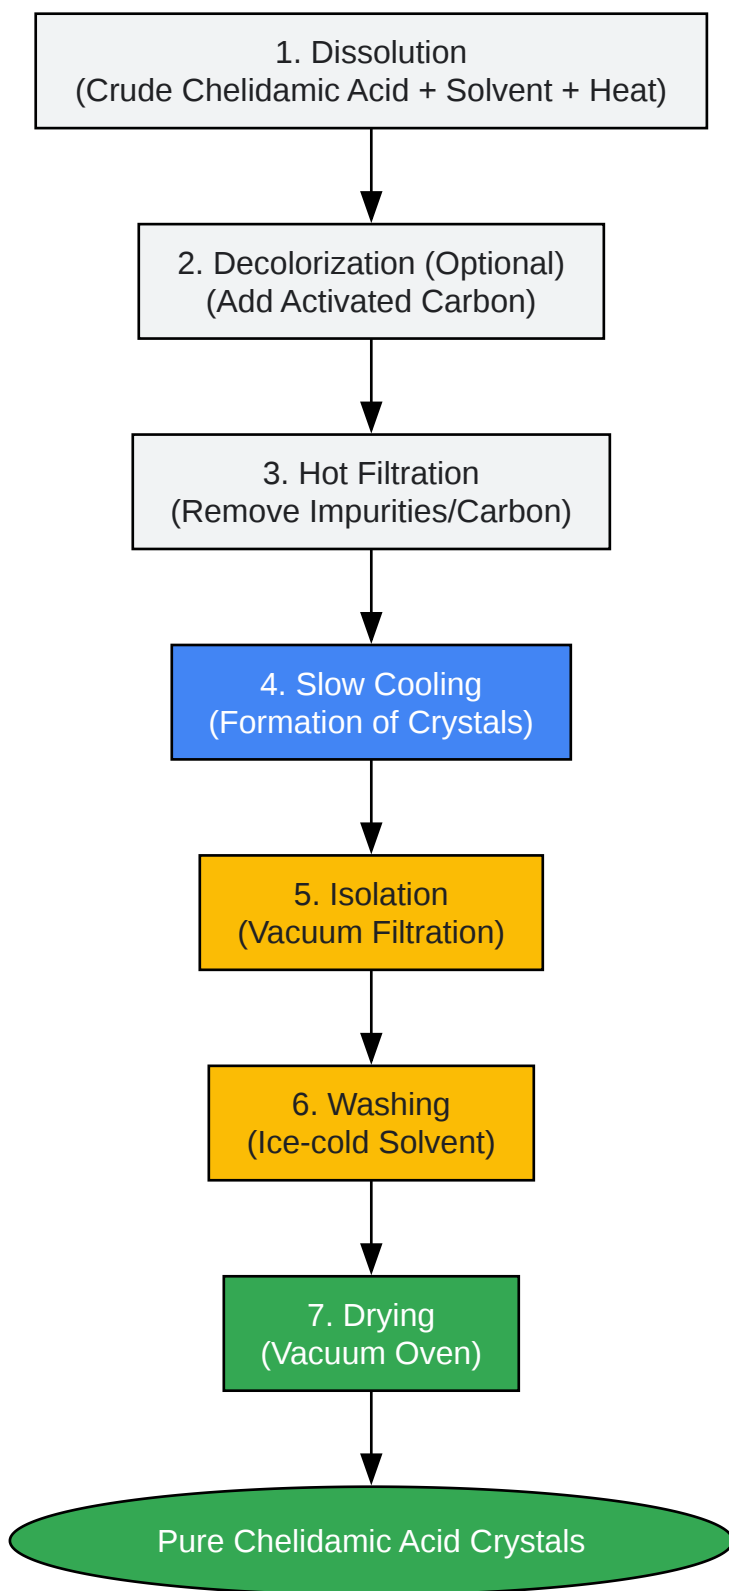 1. Dissolution
(Crude Chelidamic Acid + Solvent + Heat)
2. Decolorization (Optional)
(Add Activated Carbon)
3. Hot Filtration
(Remove Impurities/Carbon)
4. Slow Cooling
(Formation of Crystals)
5. Isolation
(Vacuum Filtration)
6. Washing
(Ice-cold Solvent)
7. Drying
(Vacuum Oven)
Pure Chelidamic Acid Crystals